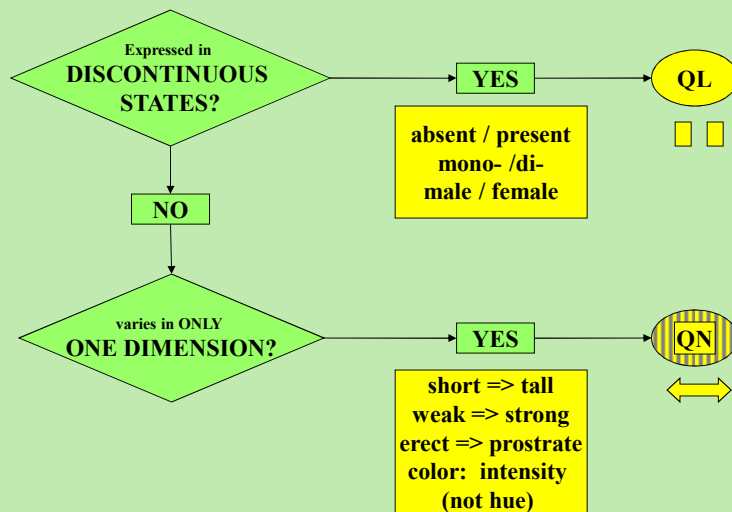 Expressed in
DISCONTINUOUS
STATES?
YES
QL
absent / present
mono- /di-
male / female
NO
varies in ONLY
ONE DIMENSION?
YES
QN
short => tall
weak => strong
erect => prostrate
color: intensity
(not hue)